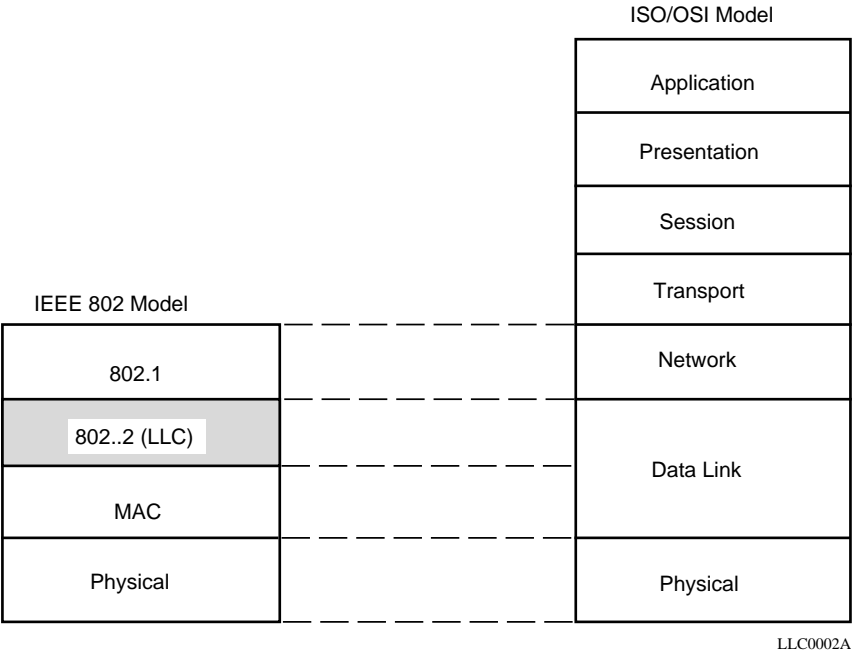 ISO/OSI Model
Application
Presentation
Session
Transport
IEEE 802 Model
Network
802.1
802..2 (LLC)
Data Link
MAC
Physical
Physical
LLC0002A